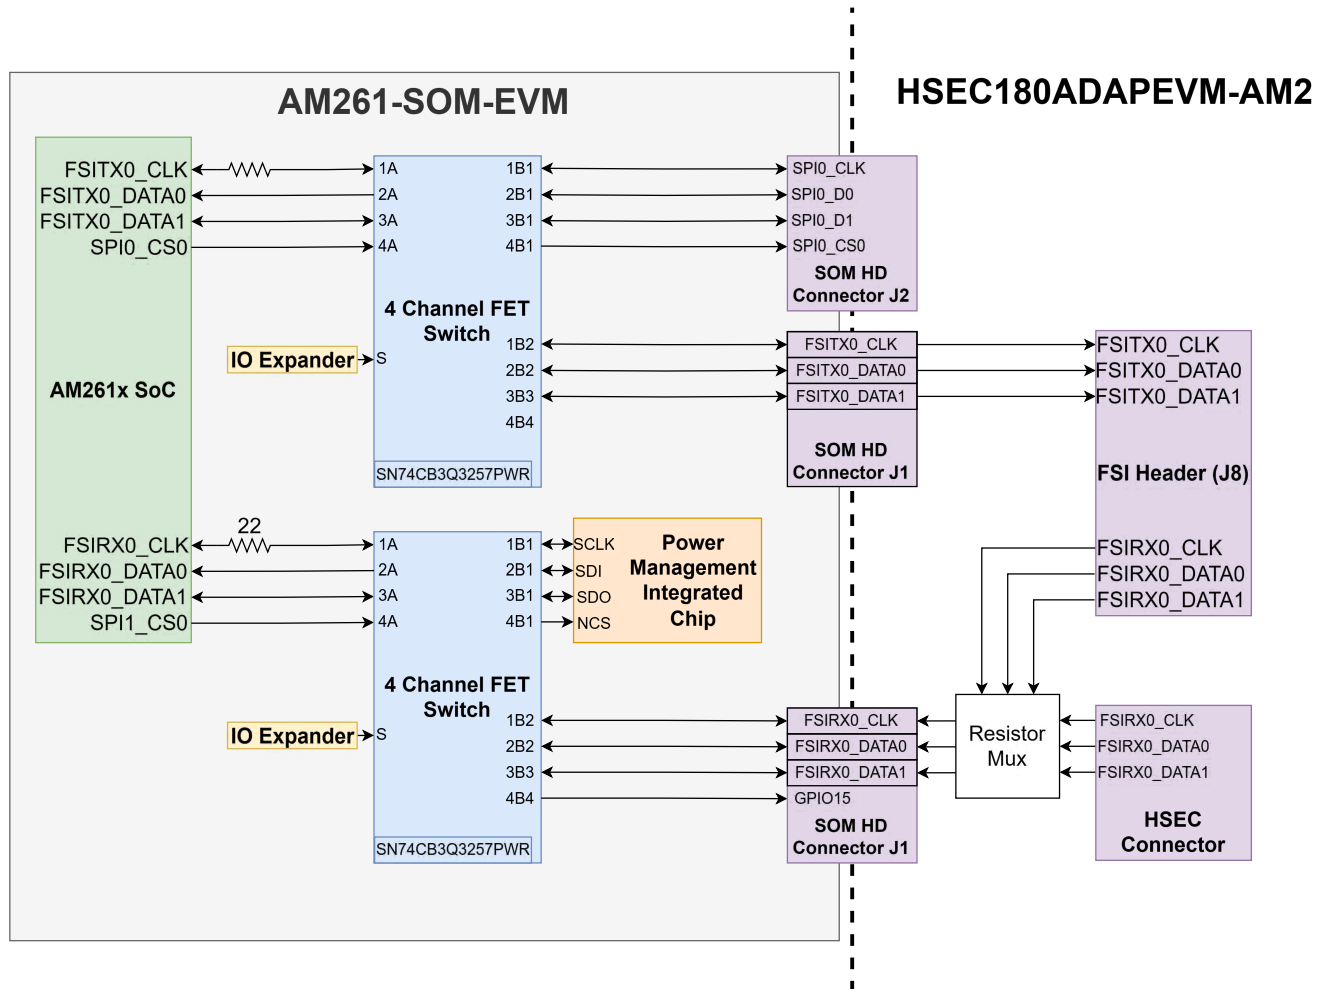 AM261-SOM-EVM
HSEC180ADAPEVM-AM2
FSITX0_CLK
FSITX0_DATA0
FSITX0_DATA1
SPI0_CS0
AM261x SoC
FSIRX0_CLK
FSIRX0_DATA0
FSIRX0_DATA1
SPI1_CS0
22
IO Expander
1A
2A
3A
4A
S
1B1
2B1
3B1
4B1
4 Channel FET
Switch
1B2
2B2
3B3
4B4
SN74CB3Q3257PWR
SPI0_CLK
SPI0_D0
SPI0_D1
SPI0_CS0
SOM HD
Connector J2
FSITX0_CLK
FSITX0_DATA0
FSITX0_DATA1
SOM HD
Connector J1
FSITX0_CLK
FSITX0_DATA0
FSITX0_DATA1
FSI Header (J8)
FSIRX0_CLK
FSIRX0_DATA0
FSIRX0_DATA1
IO Expander
1A
2A
3A
4A
S
1B1
2B1
3B1
4B1
4 Channel FET
Switch
1B2
2B2
3B3
4B4
SN74CB3Q3257PWR
SCLK
SDI
SDO
NCS
Power
Management
Integrated
Chip
FSIRX0_CLK
FSIRX0_DATA0
FSIRX0_DATA1
GPIO15
SOM HD
Connector J1
Resistor
Mux
FSIRX0_CLK
FSIRX0_DATA0
FSIRX0_DATA1
HSEC
Connector